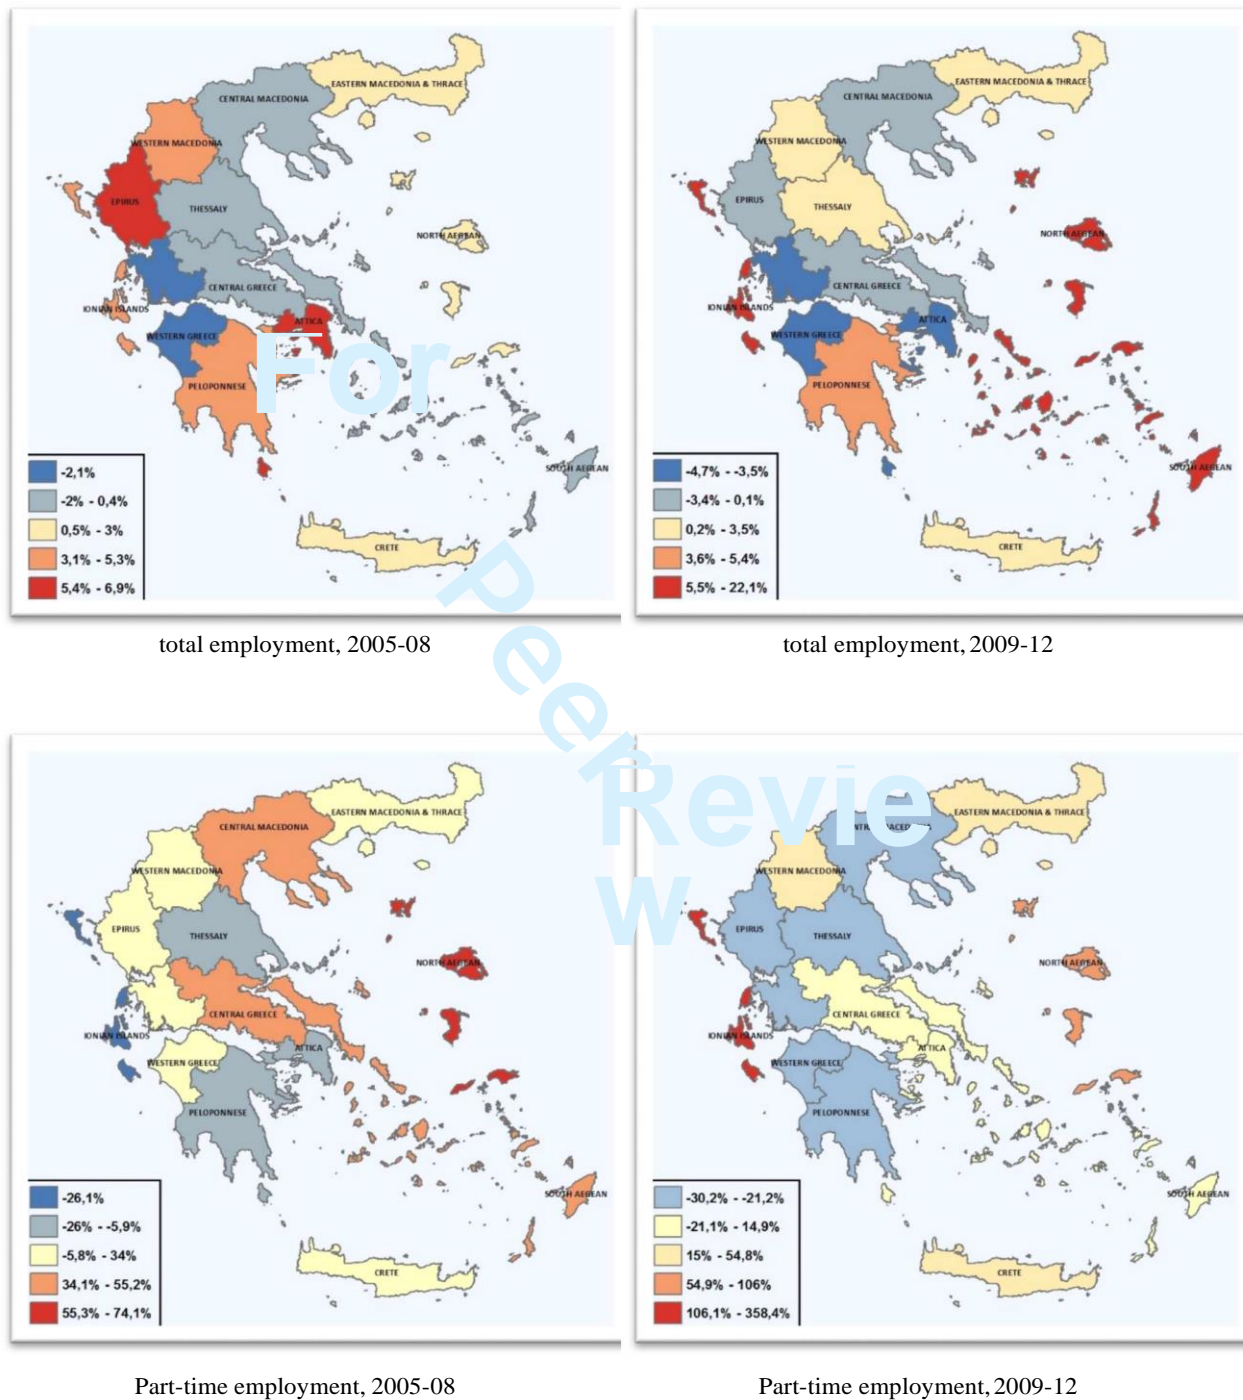 CENTRAL MACEDONIA
EASTERN MACEDONIA & THRACE
WESTERN MACEDONIA
EPIRUS
THESSALY
NORTH AEGEAN
CENTRAL GREECE
IONIAN ISLANDS
ATTICA
WESTERN GREECE
PELOPONNESE
SOUTH AEGEAN
CRETE
-2,1%
-2% - 0,4%
0,5% - 3%
3,1% - 5,3%
5,4% - 6,9%
total employment, 2005-08
EASTERN MACEDONIA & THRACE
CENTRAL MACEDONIA
WESTERN MACEDONIA
EPIRUS
THESSALY
NORTH AEGEAN
CENTRAL GREECE
IONIAN ISLANDS
ATTICA
WESTERN GREECE
PELOPONNESE
SOUTH AEGEAN
CRETE
-4,7% - -3,5%
-3,4% - 0,1%
0,2% - 3,5%
3,6% - 5,4%
5,5% - 22,1%
total employment, 2009-12
For
Peer
Revie
w
EASTERN MACEDONIA & THRACE
CENTRAL MACEDONIA
WESTERN MACEDONIA
EPIRUS
THESSALY
NORTH AEGEAN
CENTRAL GREECE
IONIAN ISLANDS
ATTICA
WESTERN GREECE
PELOPONNESE
SOUTH AEGEAN
CRETE
-26,1%
-26% - -5,9%
-5,8% - 34%
34,1% - 55,2%
55,3% - 74,1%
Part-time employment, 2005-08
EASTERN MACEDONIA & THRACE
CENTRAL MACEDONIA
WESTERN MACEDONIA
EPIRUS
THESSALY
NORTH AEGEAN
CENTRAL GREECE
IONIAN ISLANDS
ATTICA
WESTERN GREECE
PELOPONNESE
SOUTH AEGEAN
CRETE
-30,2% - -21,2%
-21,1% - 14,9%
15% - 54,8%
54,9% - 106%
106,1% - 358,4%
Part-time employment, 2009-12